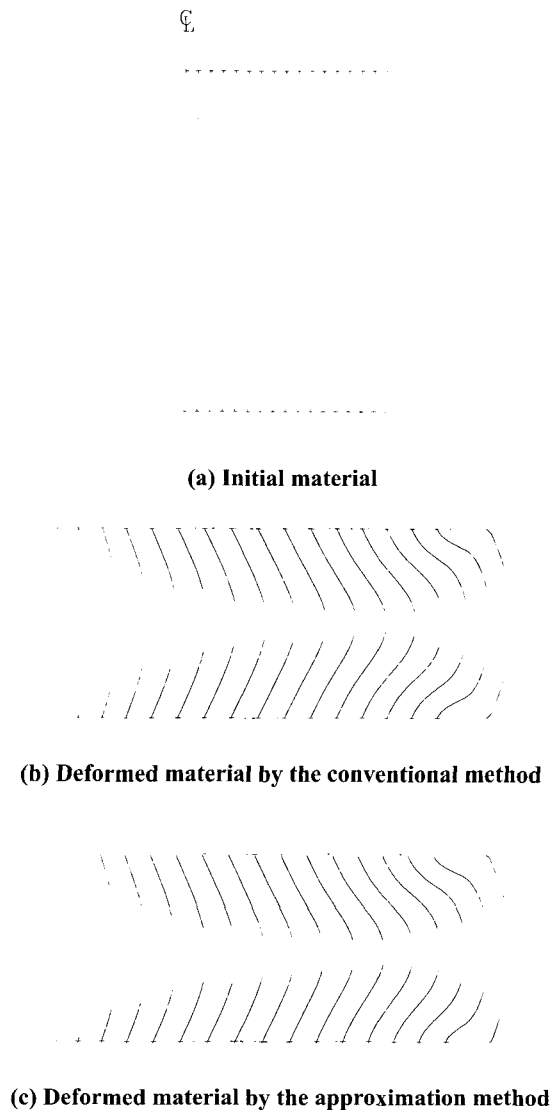 ℄
(a) Initial material
(b) Deformed material by the conventional method
(c) Deformed material by the approximation method